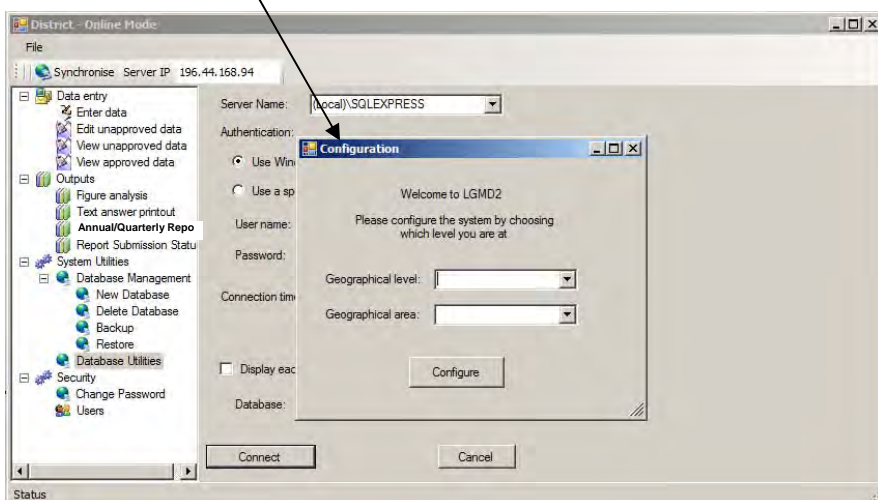 District - Online Mode
File
Synchronise Server IP 196.44.168.94
Data entry
Enter data
Edit unapproved data
View unapproved data
View approved data
Outputs
Figure analysis
Text answer printout
Annual/Quarterly Repo
Report Submission Statu
System Utilities
Database Management
New Database
Delete Database
Backup
Restore
Database Utilities
Security
Change Password
Users
Server Name: (Local)\SQLEXPRESS
Authentication:
Use Win
Use a sp
User name:
Password:
Connection tim
Display eac
Database:
Connect Cancel
Configuration
Welcome to LGMD2
Please configure the system by choosing
which level you are at
Geographical level:
Geographical area:
Configure
Status